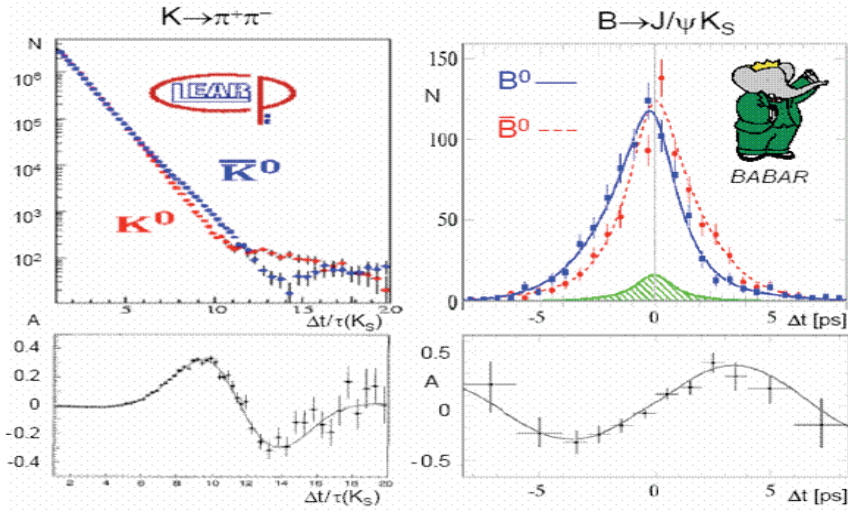 K→π⁺π⁻
N
10⁶
10⁵
10⁴
10³
10²
LEAR
K̅⁰
K⁰
5 10 15 20
Δt/τ(K_S)
A
0.4
0.2
0
-0.2
-0.4
2 4 6 8 10 12 14 16 18 20
Δt/τ(K_S)
B→J/ψ K_S
N
150
100
50
0
B⁰
B̅⁰
BABAR
-5 0 5 Δt [ps]
A
0.5
0
-0.5
-5 0 5 Δt [ps]